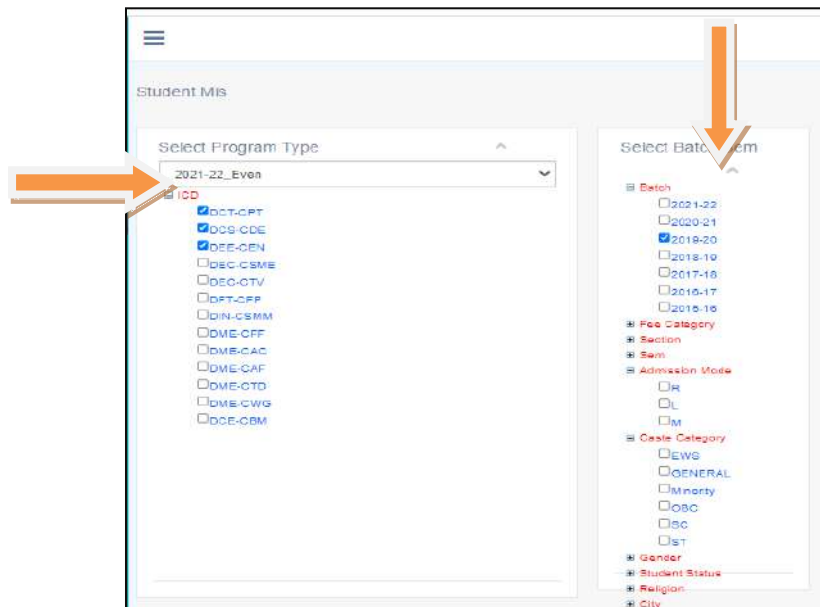 Student Mis
Select Program Type
2021-22_Even
ICD
DCT-CPT
DCS-CDE
DEE-CEN
DEC-CSME
DEC-CTV
DFT-CFP
DIN-CSMM
DME-CFF
DME-CAC
DME-CAF
DME-CTD
DME-CWG
DCE-CBM
Select Batch
Batch
2021-22
2020-21
2019-20
2018-19
2017-18
2016-17
2015-16
Fee Category
Section
Sem
Admission Mode
R
L
M
Caste Category
EWS
GENERAL
Minority
OBC
SC
ST
Gender
Student Status
Religion
City